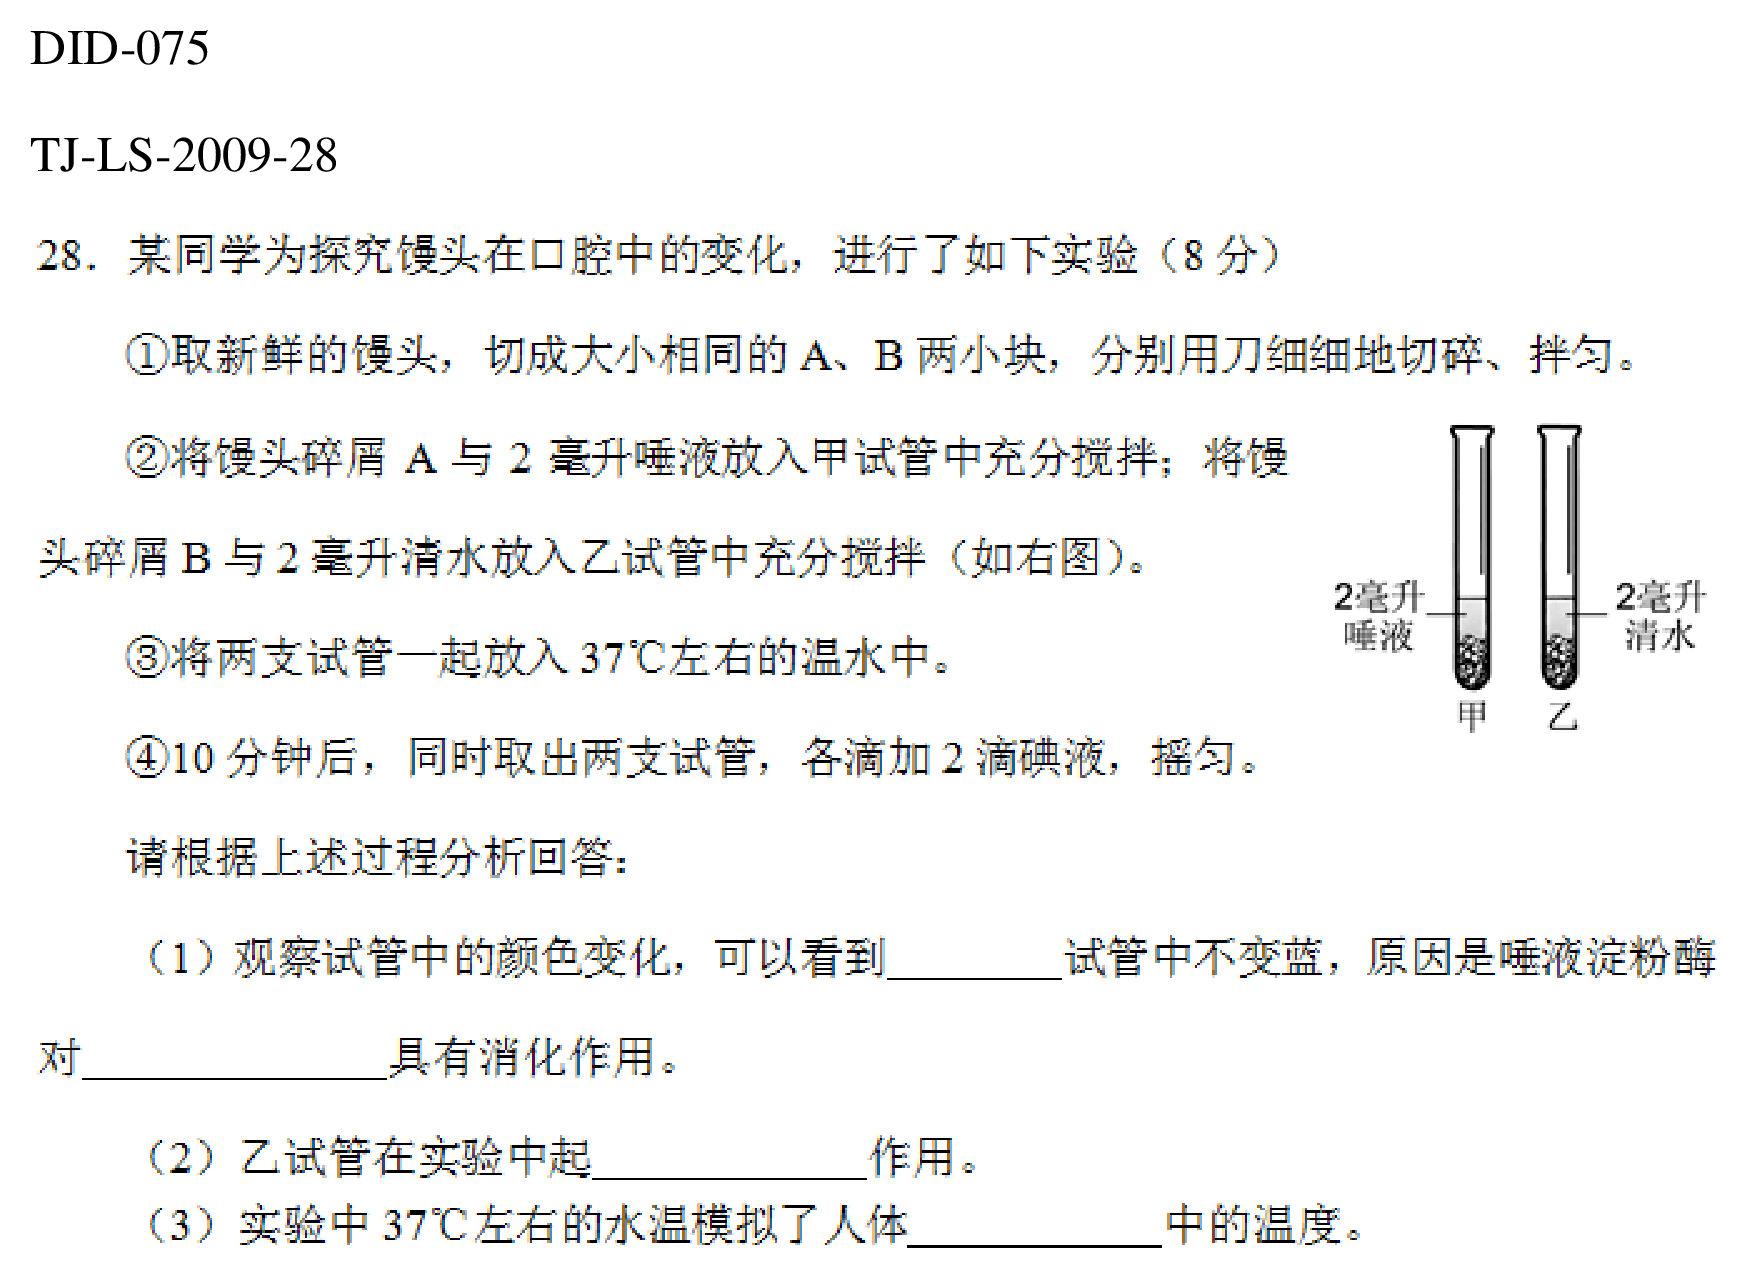 DID-075
TJ-LS-2009-28
28．某同学为探究馒头在口腔中的变化，进行了如下实验（8 分）
①取新鲜的馒头，切成大小相同的 A、B 两小块，分别用刀细细地切碎、拌匀。
②将馒头碎屑 A 与 2 毫升唾液放入甲试管中充分搅拌；将馒
头碎屑 B 与 2 毫升清水放入乙试管中充分搅拌（如右图）。
③将两支试管一起放入 37℃左右的温水中。
④10 分钟后，同时取出两支试管，各滴加 2 滴碘液，摇匀。
2毫升
唾液
2毫升
清水
甲 乙
请根据上述过程分析回答：
（1）观察试管中的颜色变化，可以看到________试管中不变蓝，原因是唾液淀粉酶
对______________具有消化作用。
（2）乙试管在实验中起____________作用。
（3）实验中 37℃左右的水温模拟了人体___________中的温度。